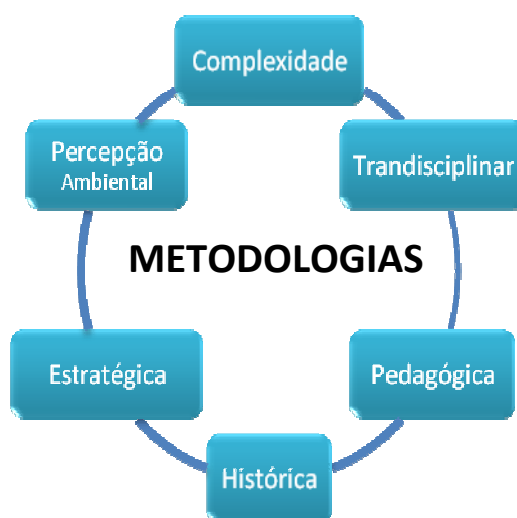 Complexidade
Percepção
Ambiental
Trandisciplinar
METODOLOGIAS
Estratégica
Pedagógica
Histórica